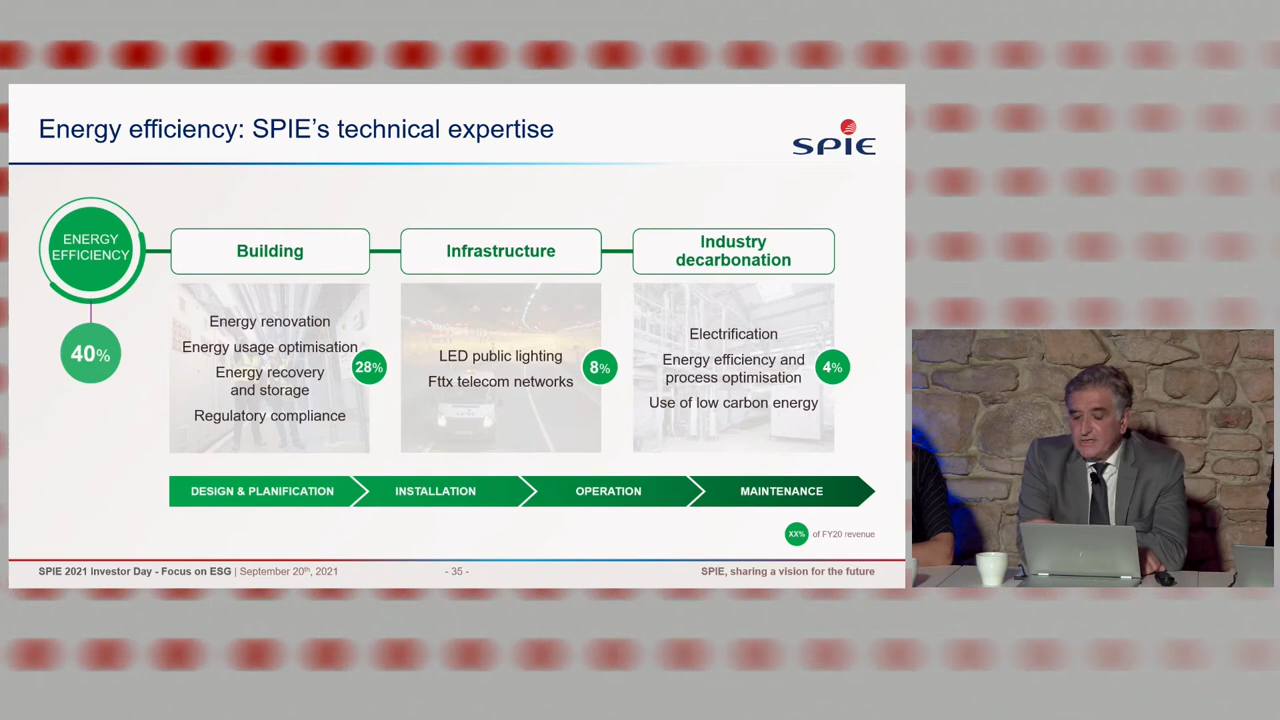 Energy efficiency: SPIE's technical expertise
SPIE
ENERGY
EFFICIENCY
40%
Building
Energy renovation
Energy usage optimisation
Energy recovery
and storage
Regulatory compliance
28%
Infrastructure
LED public lighting
Fttx telecom networks
8%
Industry
decarbonation
Electrification
Energy efficiency and
process optimisation
Use of low carbon energy
4%
DESIGN & PLANIFICATION
INSTALLATION
OPERATION
MAINTENANCE
XX% of FY20 revenue
SPIE 2021 Investor Day - Focus on ESG | September 20th, 2021
- 35 -
SPIE, sharing a vision for the future